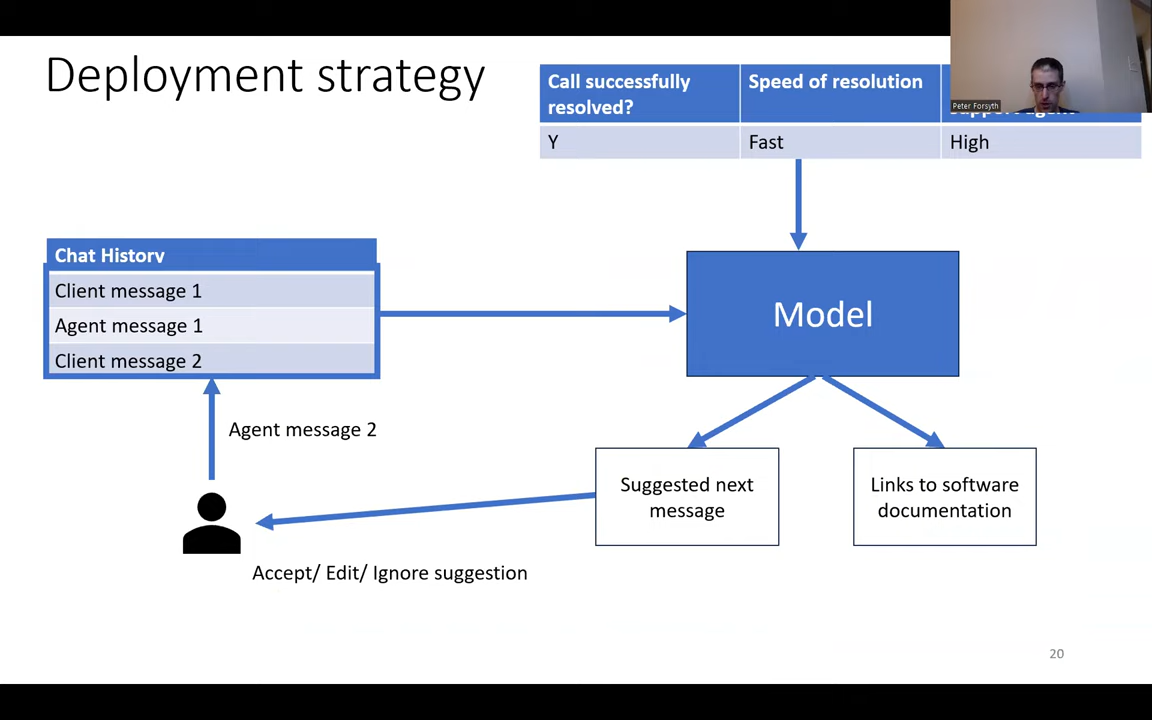 Deployment strategy
Call successfully
resolved?
Speed of resolution
Y
Fast
High
Peter Forsyth
Chat History
Client message 1
Agent message 1
Client message 2
Model
Agent message 2
Suggested next
message
Links to software
documentation
Accept/ Edit/ Ignore suggestion
20